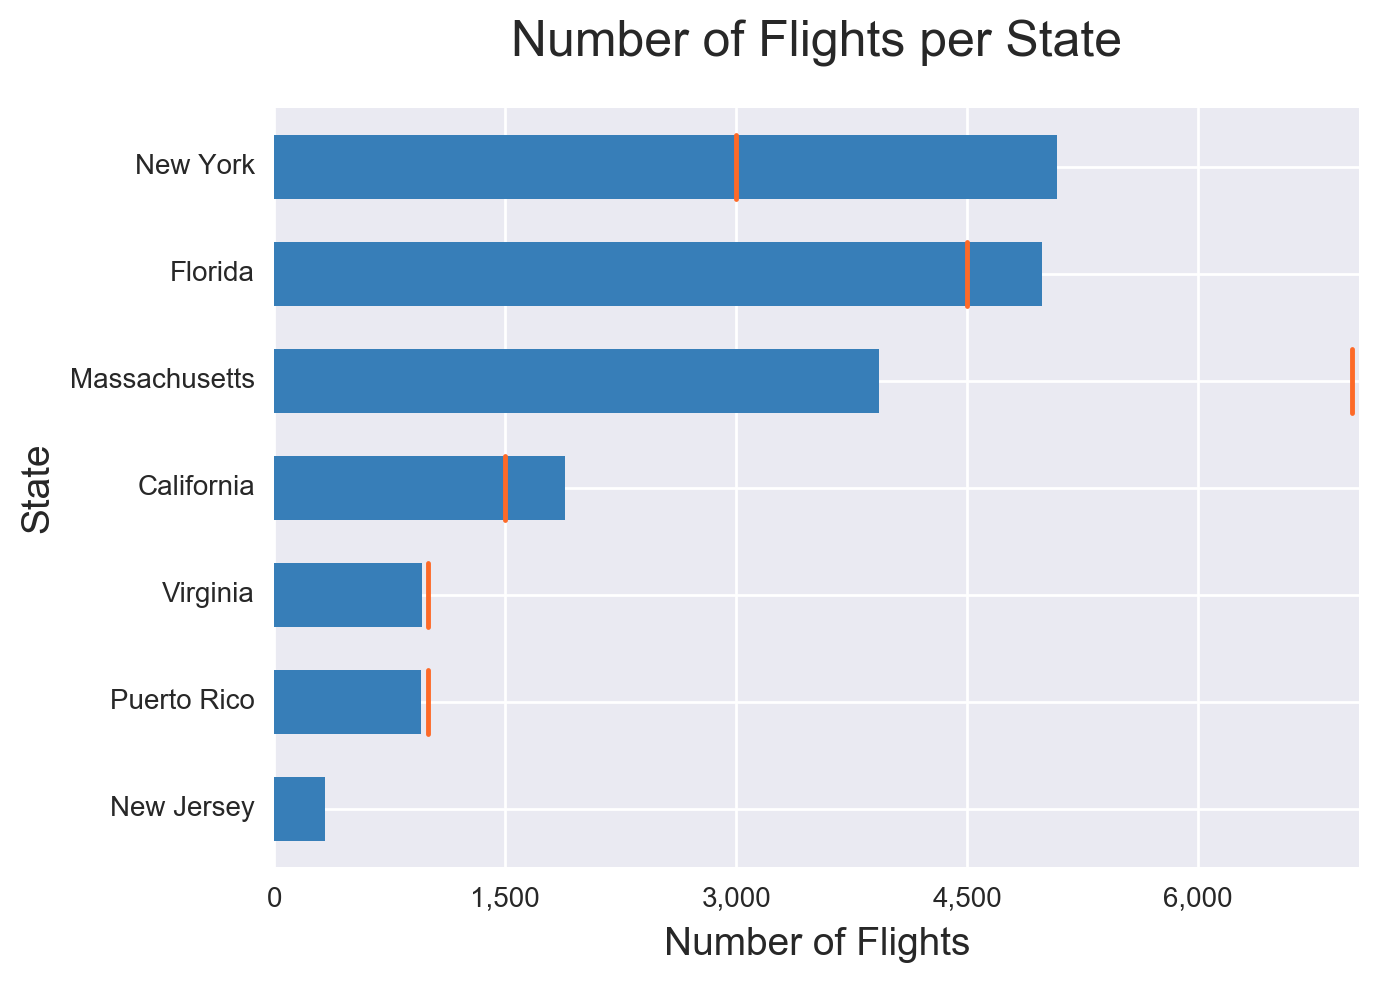 Number of Flights per State
New York
Florida
Massachusetts
California
Virginia
Puerto Rico
New Jersey
State
0
1,500
3,000
4,500
6,000
Number of Flights